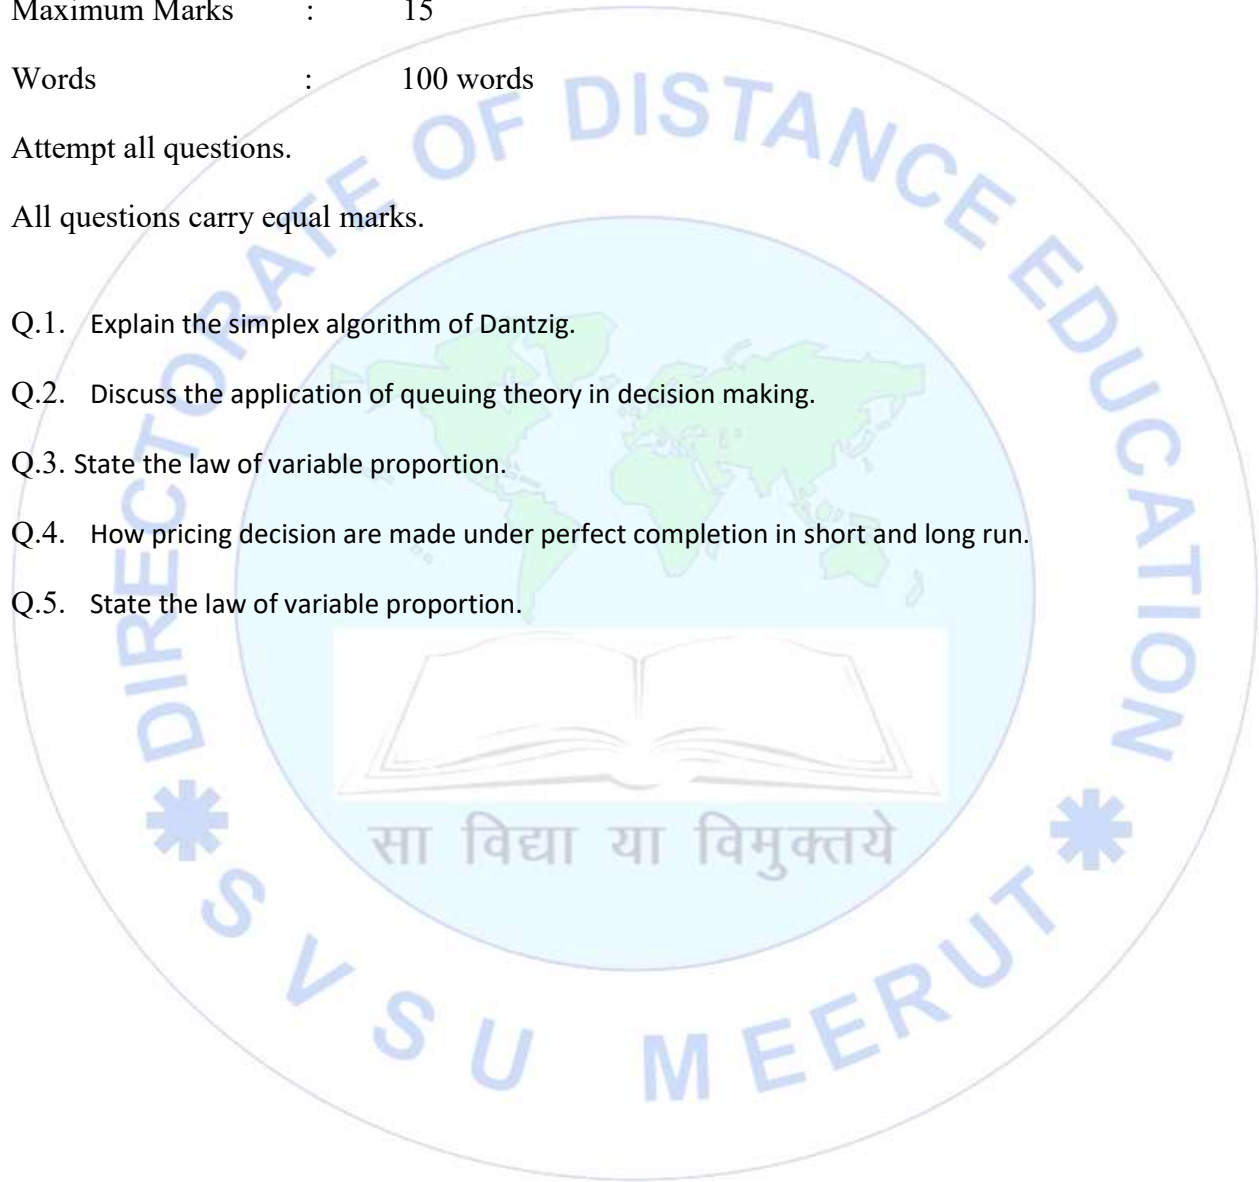 Maximum Marks : 15
Words : 100 words
Attempt all questions.
All questions carry equal marks.
Q.1. Explain the simplex algorithm of Dantzig.
Q.2. Discuss the application of queuing theory in decision making.
Q.3. State the law of variable proportion.
Q.4. How pricing decision are made under perfect completion in short and long run.
Q.5. State the law of variable proportion.
DIRECTORATE OF DISTANCE EDUCATION
सा विद्या या विमुक्तये
SVSU MEERUT